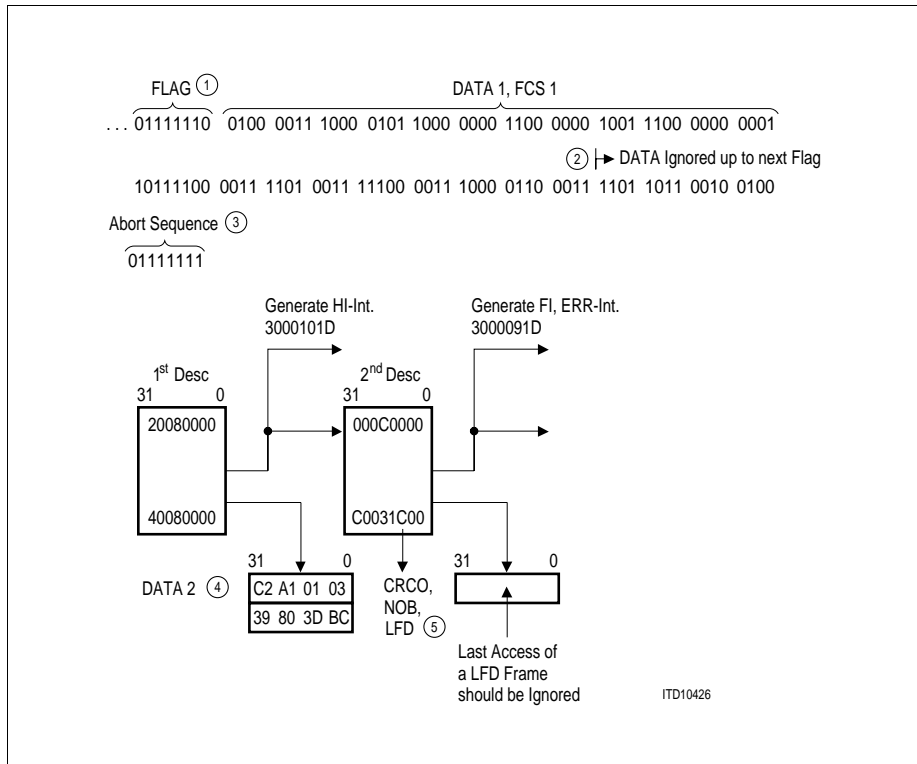 FLAG 1 DATA 1, FCS 1
... 01111110 0100 0011 1000 0101 1000 0000 1100 0000 1001 1100 0000 0001
2 DATA Ignored up to next Flag
10111100 0011 1101 0011 11100 0011 1000 0110 0011 1101 1011 0010 0100
Abort Sequence 3
01111111
Generate HI-Int. Generate FI, ERR-Int.
3000101D 3000091D
1st Desc 2nd Desc
31 0 31 0
20080000 000C0000
40080000 C0031C00
31 0 31 0
DATA 2 4 C2 A1 01 03 CRCO,
39 80 3D BC NOB,
LFD 5
Last Access of
a LFD Frame
should be Ignored
ITD10426